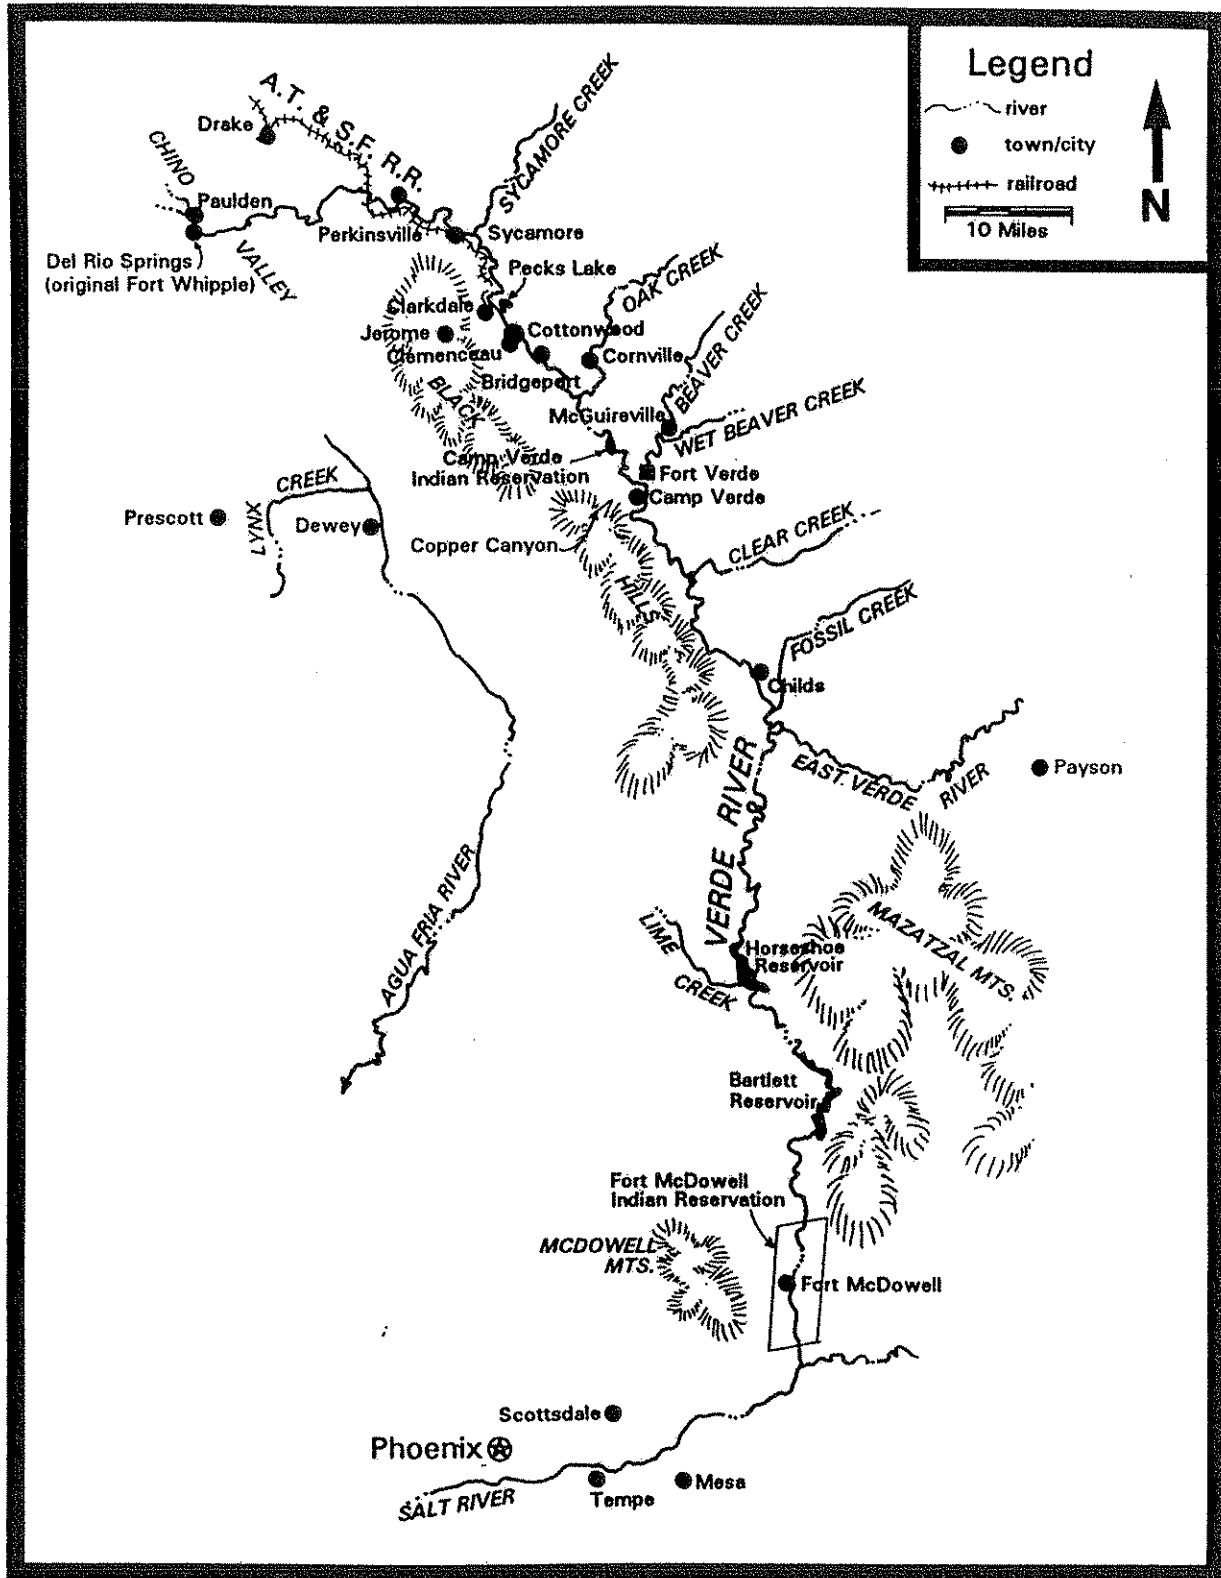 Legend
river
town/city
railroad
10 Miles
N
A.T. & S.F. R.R.
Drake
SYCAMORE CREEK
CHINO
VALLEY
Paulden
Perkinsville
Sycamore
Del Rio Springs
(original Fort Whipple)
Pecks Lake
OAK CREEK
Clarkdale
Jerome
Cottonwood
Clemenceau
Cornville
Bridgeport
BEAVER CREEK
BLACK
HILLS
McGuireville
WET BEAVER CREEK
Camp Verde
Indian Reservation
Fort Verde
Camp Verde
LYNX
CREEK
Prescott
Dewey
Copper Canyon
CLEAR CREEK
FOSSIL CREEK
Childs
EAST VERDE
RIVER
Payson
VERDE RIVER
AGUA FRIA RIVER
MAZATZAL MTS.
LIME
CREEK
Horseshoe
Reservoir
Bartlett
Reservoir
Fort McDowell
Indian Reservation
MCDOWELL
MTS.
Fort McDowell
Scottsdale
Phoenix
SALT RIVER
Tempe
Mesa